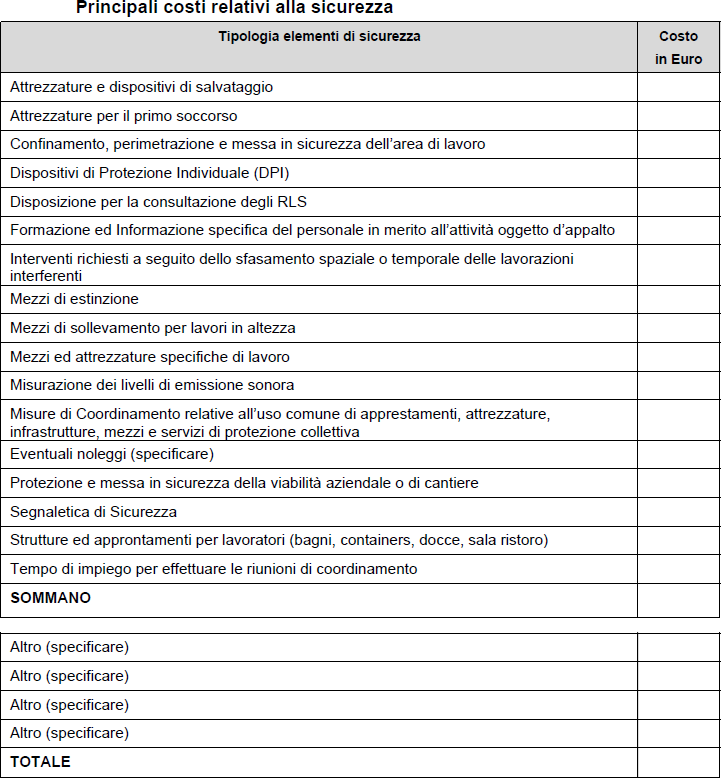 Principali costi relativi alla sicurezza
Tipologia elementi di sicurezza
Costo
in Euro
Attrezzature e dispositivi di salvataggio
Attrezzature per il primo soccorso
Confinamento, perimetrazione e messa in sicurezza dell’area di lavoro
Dispositivi di Protezione Individuale (DPI)
Disposizione per la consultazione degli RLS
Formazione ed Informazione specifica del personale in merito all’attività oggetto d’appalto
Interventi richiesti a seguito dello sfasamento spaziale o temporale delle lavorazioni
interferenti
Mezzi di estinzione
Mezzi di sollevamento per lavori in altezza
Mezzi ed attrezzature specifiche di lavoro
Misurazione dei livelli di emissione sonora
Misure di Coordinamento relative all’uso comune di apprestamenti, attrezzature,
infrastrutture, mezzi e servizi di protezione collettiva
Eventuali noleggi (specificare)
Protezione e messa in sicurezza della viabilità aziendale o di cantiere
Segnaletica di Sicurezza
Strutture ed approntamenti per lavoratori (bagni, containers, docce, sala ristoro)
Tempo di impiego per effettuare le riunioni di coordinamento
SOMMANO
Altro (specificare)
Altro (specificare)
Altro (specificare)
Altro (specificare)
TOTALE